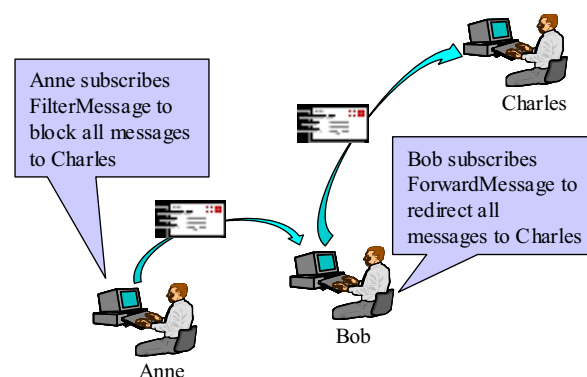 Charles
Anne subscribes
FilterMessage to
block all messages
to Charles
Bob subscribes
ForwardMessage to
redirect all
messages to Charles
Bob
Anne